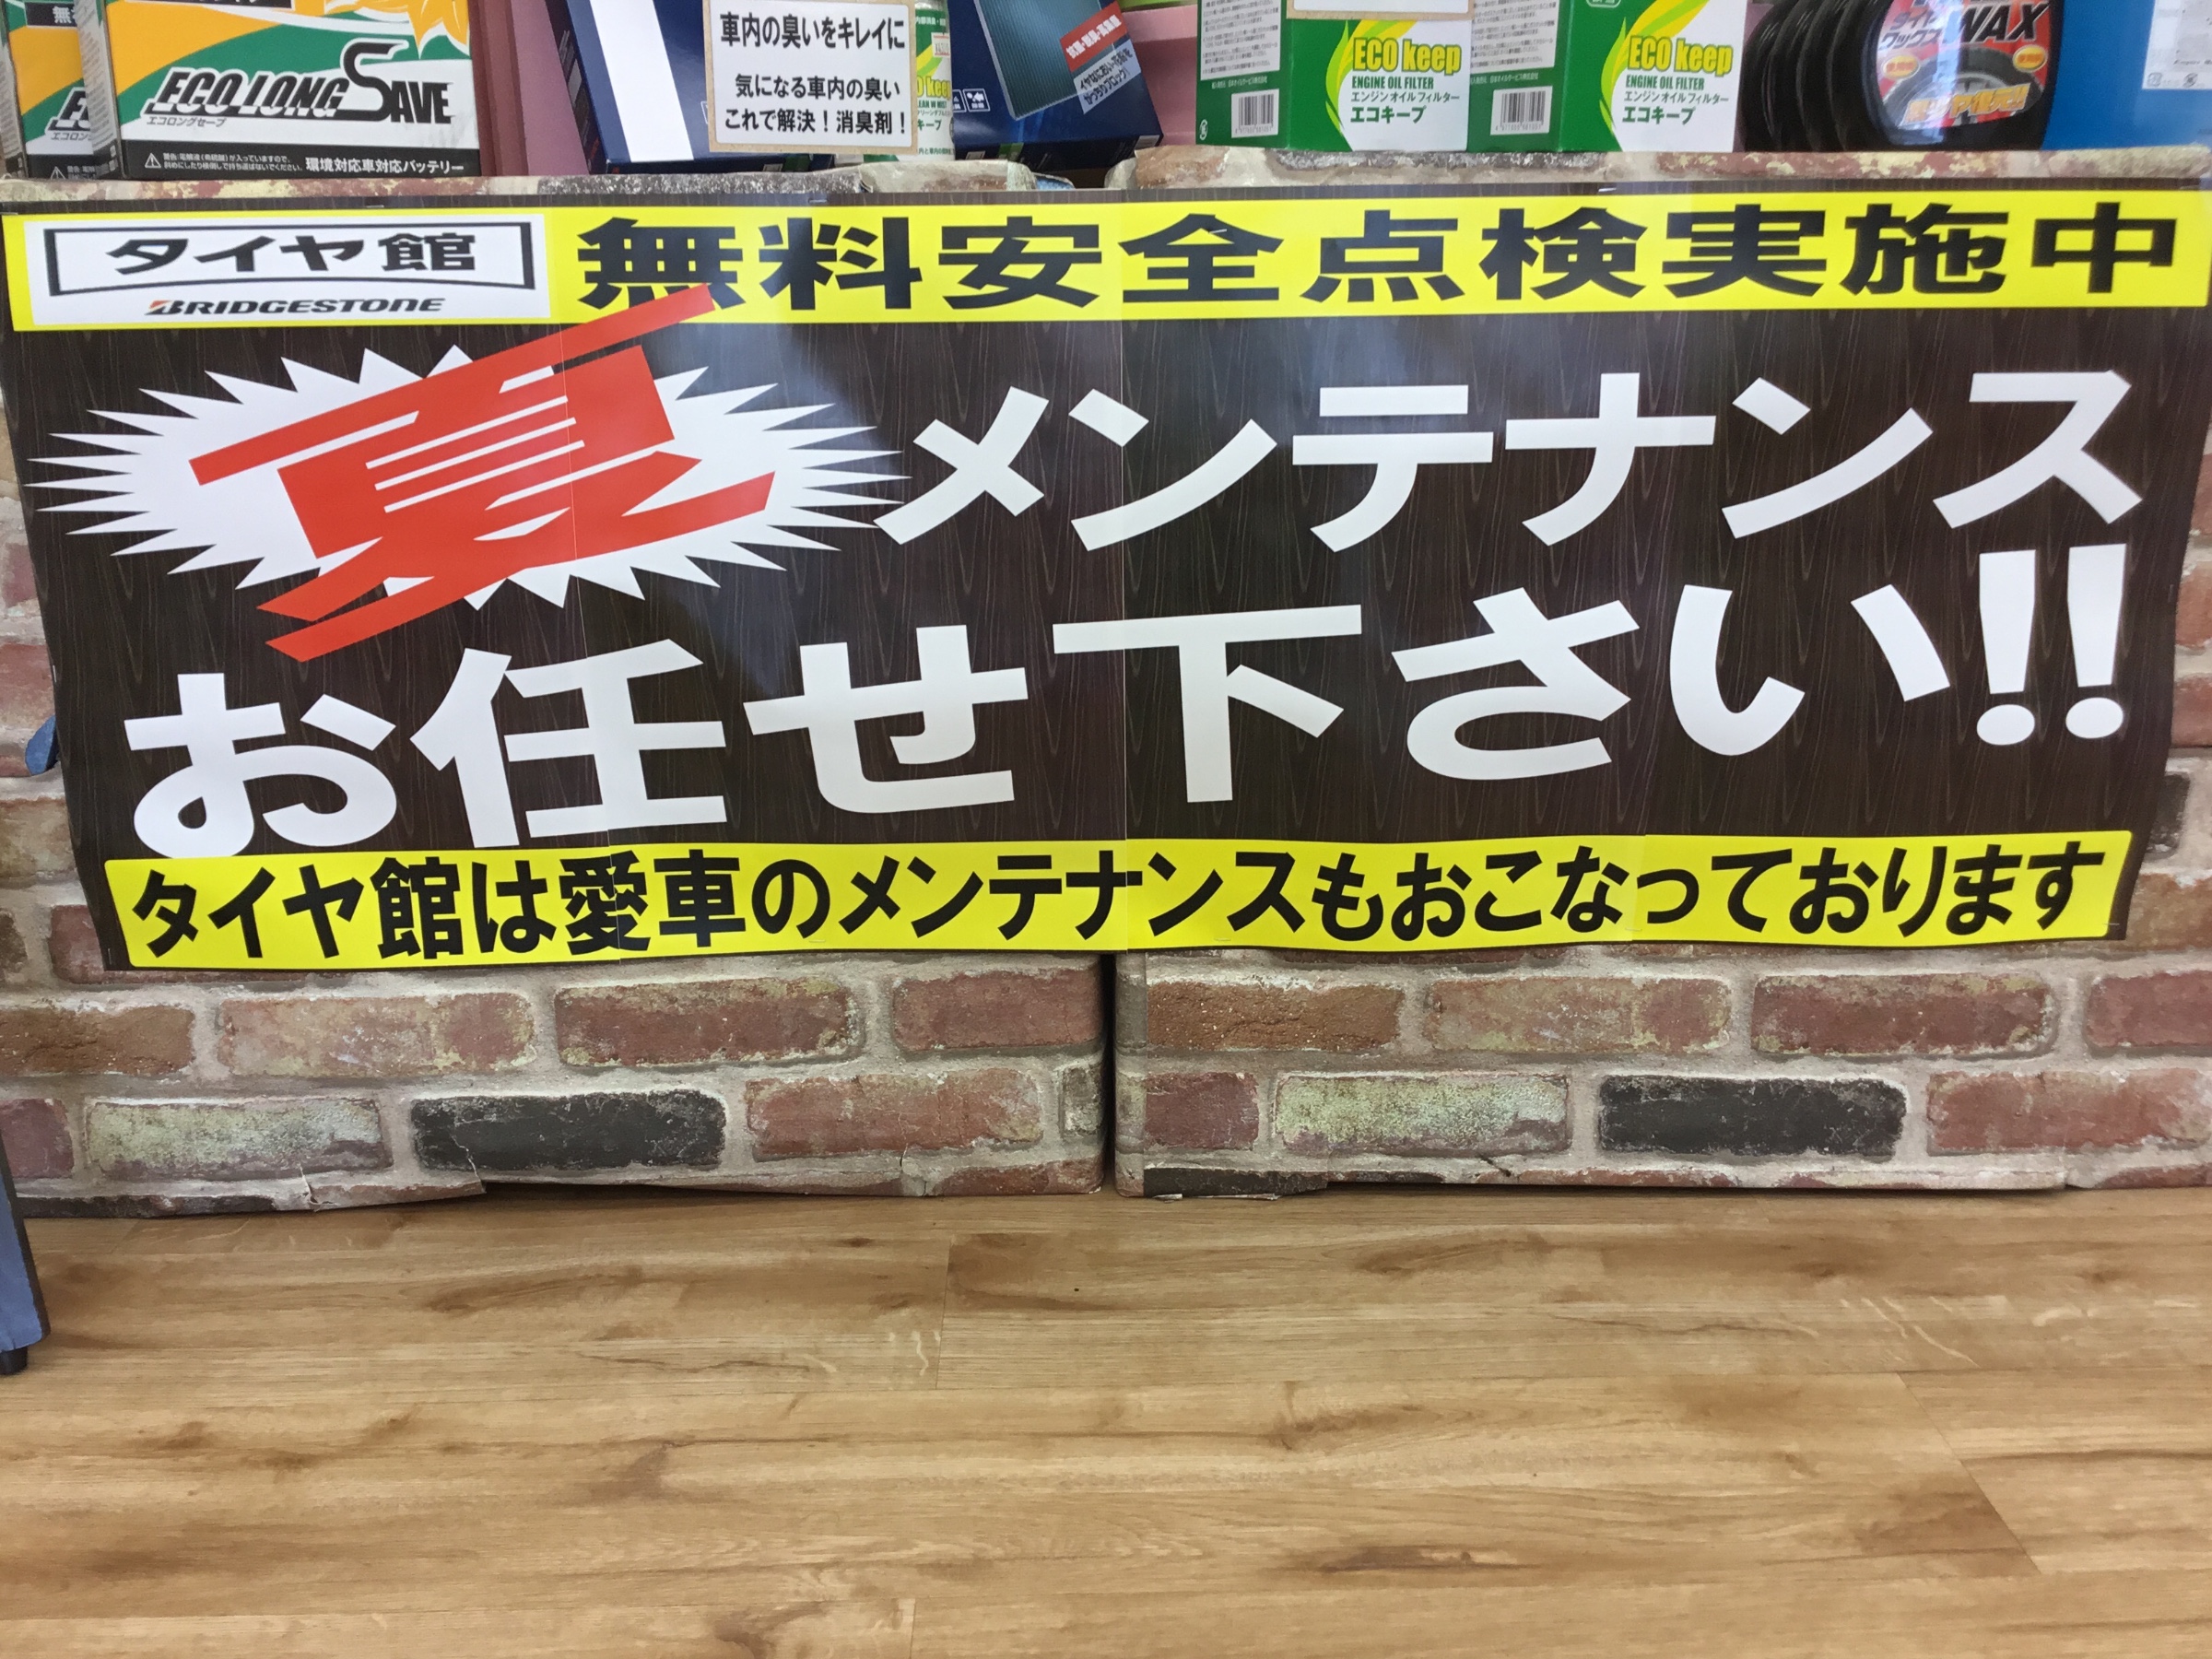 ECO LONG SAVE
エコロングセーブ
環境対応車対応バッテリー
車内の臭いをキレイに
気になる車内の臭い
これで解決！消臭剤！
ECO keep
ENGINE OIL FILTER
エンジンオイルフィルター
エコキープ
ECO keep
ENGINE OIL FILTER
エンジンオイルフィルター
エコキープ
タイヤ
ワックス WAX
タイヤ館
BRIDGESTONE
無料安全点検実施中
夏メンテナンス
お任せ下さい!!
タイヤ館は愛車のメンテナンスもおこなっております